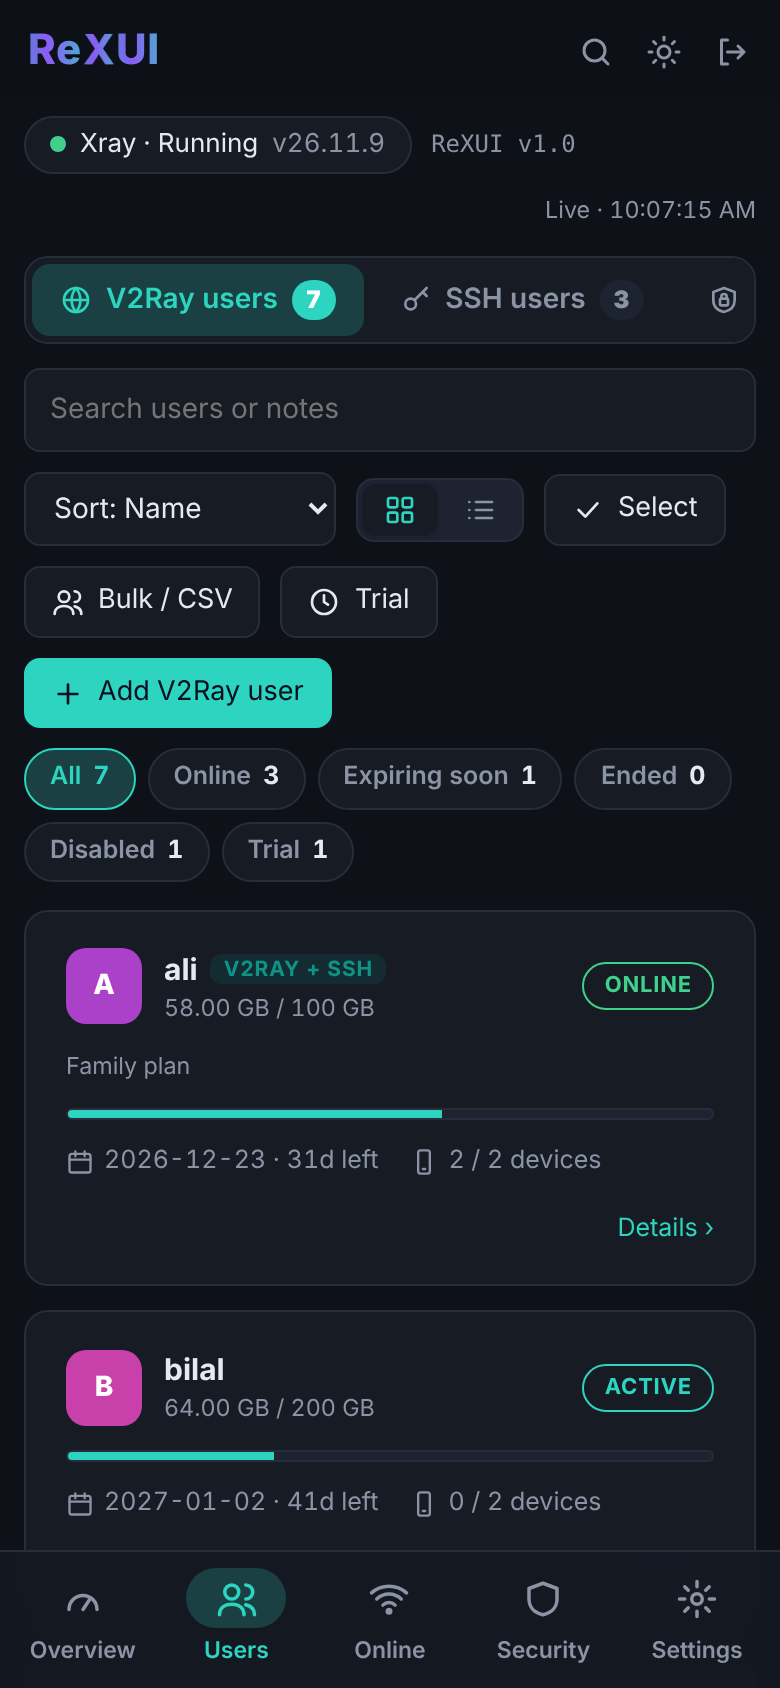 ReXUI
Xray · Running v26.11.9 ReXUI v1.0
Live · 10:07:15 AM
V2Ray users 7 SSH users 3
Search users or notes
Sort: Name Select
Bulk / CSV Trial
+ Add V2Ray user
All 7 Online 3 Expiring soon 1 Ended 0
Disabled 1 Trial 1
A ali V2RAY + SSH ONLINE
58.00 GB / 100 GB
Family plan
2026-12-23 · 31d left 2 / 2 devices
Details ›
B bilal ACTIVE
64.00 GB / 200 GB
2027-01-02 · 41d left 0 / 2 devices
Overview Users Online Security Settings